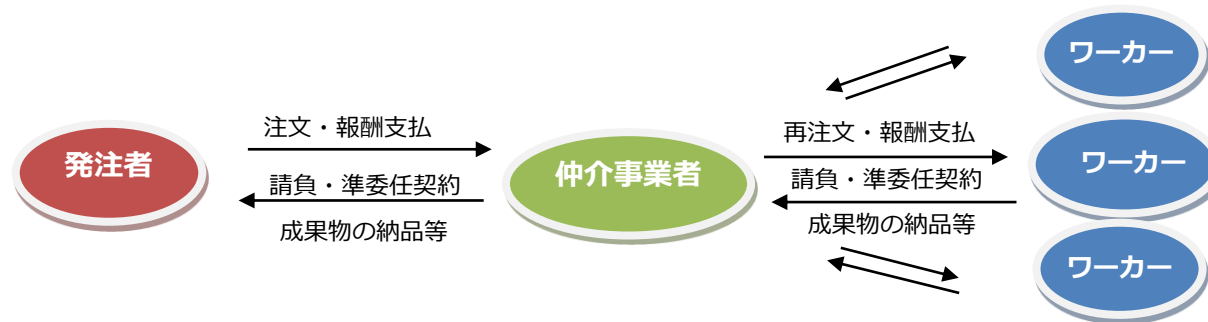 発注者
注文・報酬支払
請負・準委任契約
成果物の納品等
仲介事業者
再注文・報酬支払
請負・準委任契約
成果物の納品等
ワーカー
ワーカー
ワーカー